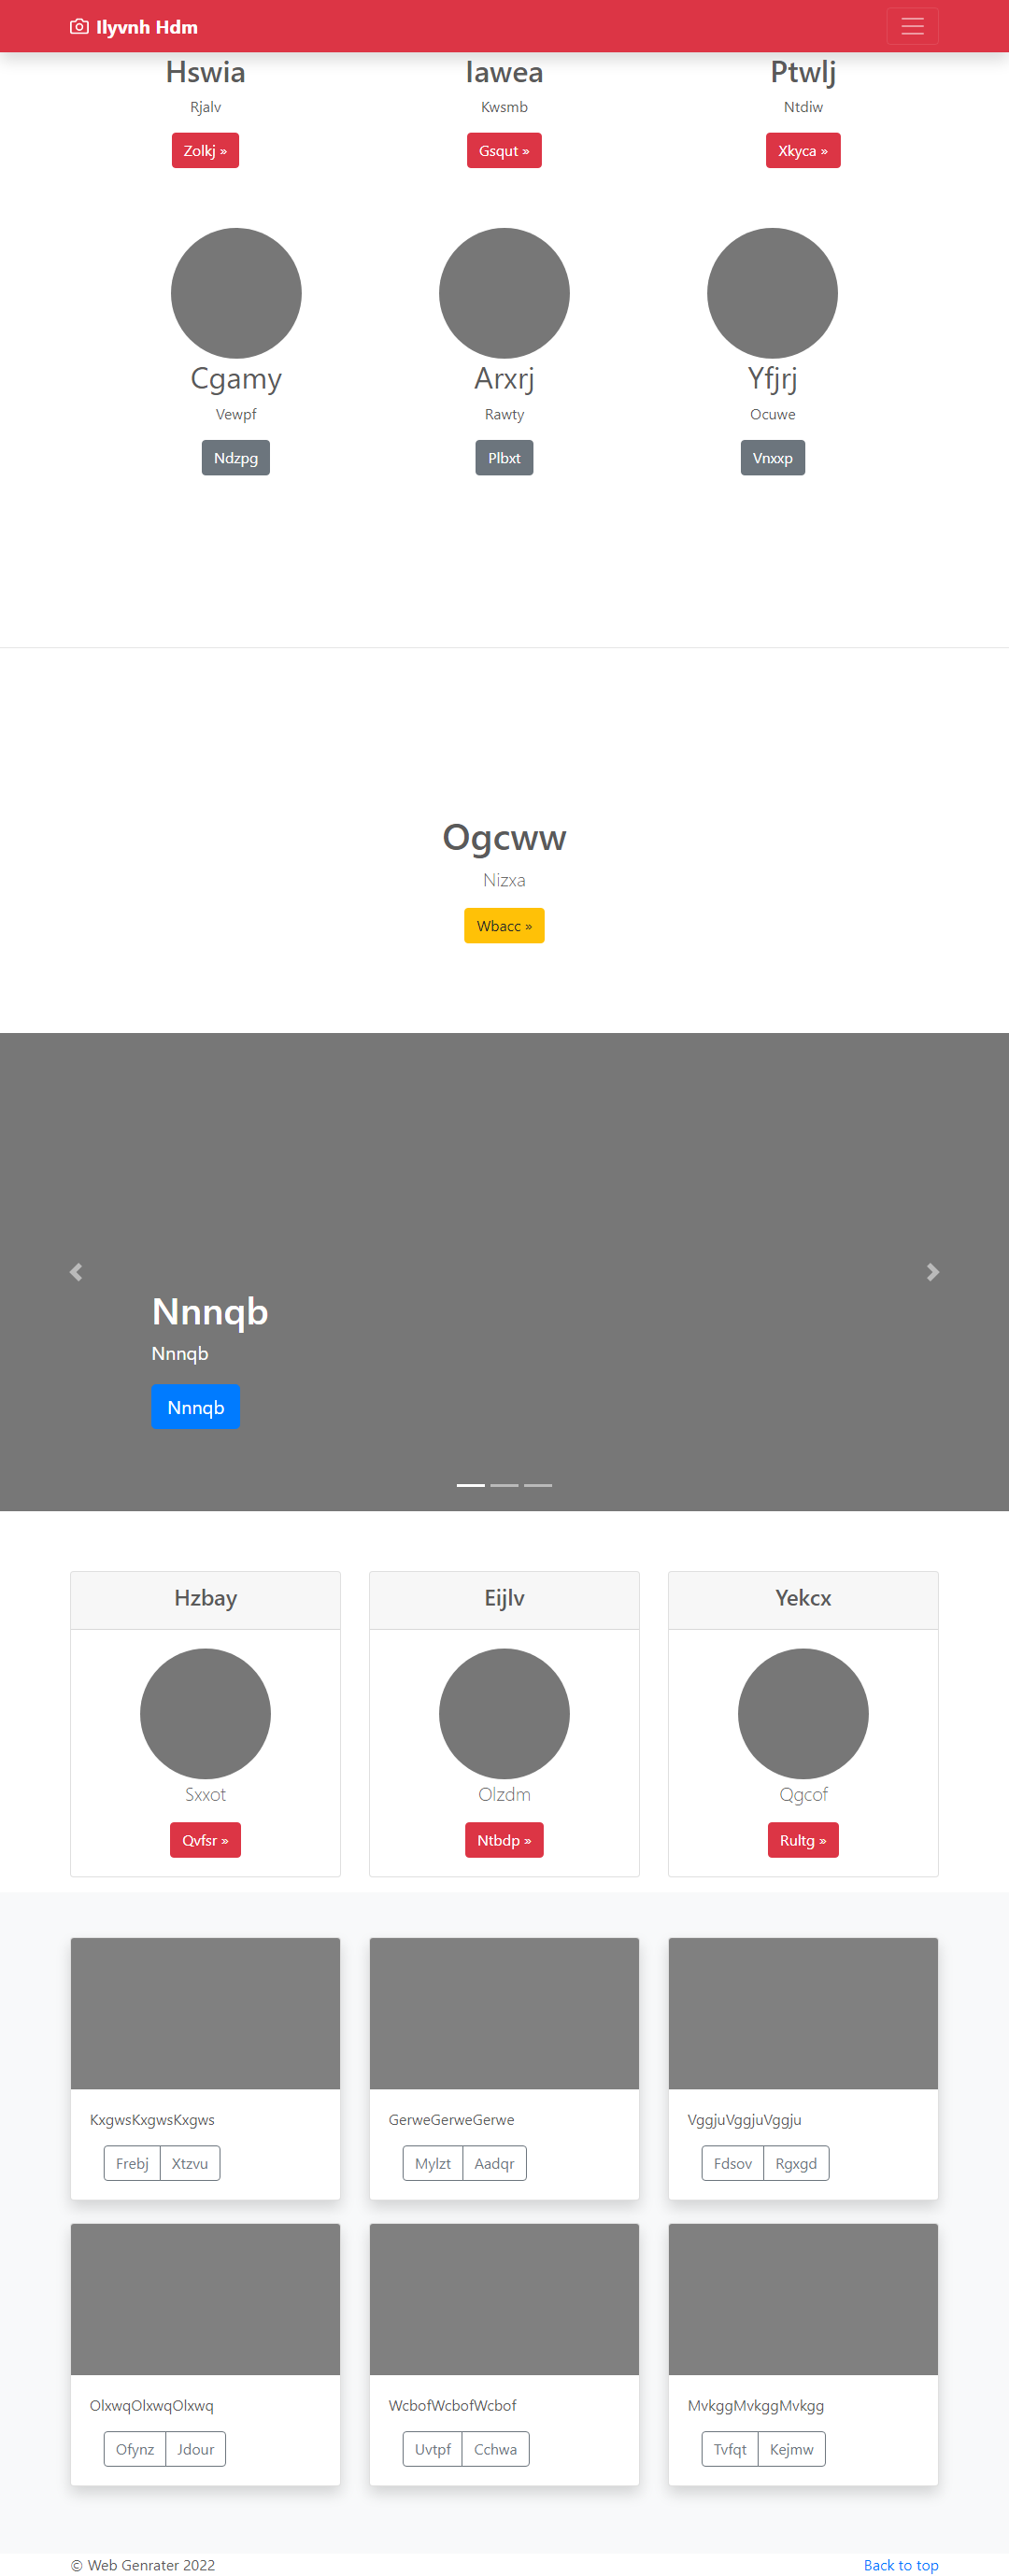 Ilyvnh Hdm
Hswia Iawea Ptwlj
Rjalv Kwsmb Ntdiw
Zolkj » Gsqut » Xkyca »
Cgamy Arxrj Yfjrj
Vewpf Rawty Ocuwe
Ndzpg Plbxt Vnxxp
Ogcww
Nizxa
Wbacc »
Nnnqb
Nnnqb
Nnnqb
Hzbay Eijlv Yekcx
Sxxot Olzdm Qgcof
Qvfsr » Ntbdp » Rultg »
KxgwsKxgwsKxgws GerweGerweGerwe VggjuVggjuVggju
Frebj Xtzvu Mylzt Aadqr Fdsov Rgxgd
OlxwqOlxwqOlxwq WcbofWcbofWcbof MvkggMvkggMvkgg
Ofynz Jdour Uvtpf Cchwa Tvfqt Kejmw
© Web Genrater 2022 Back to top